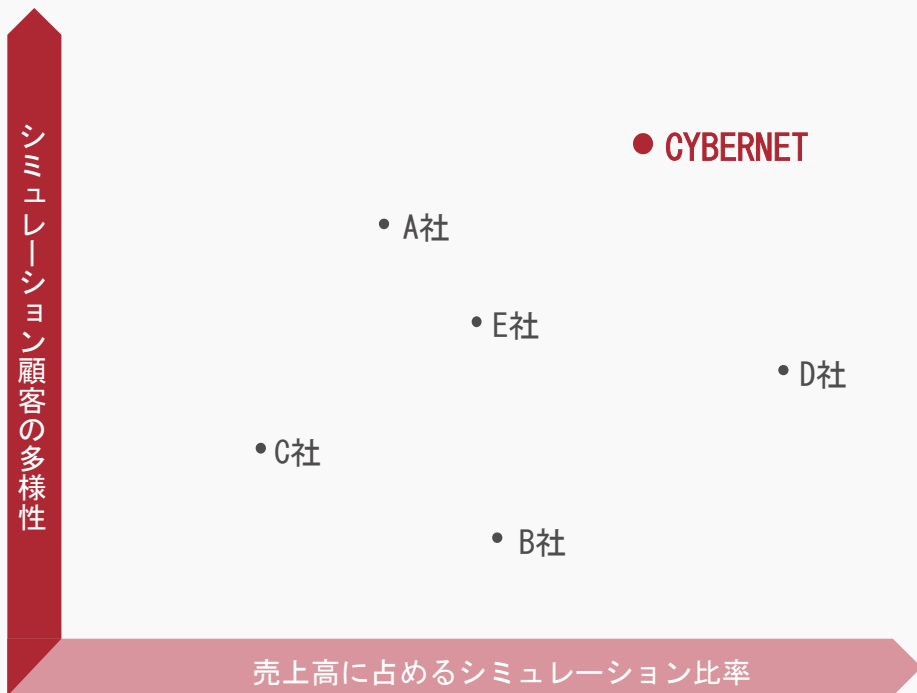 シミュレーション顧客の多様性
CYBERNET
A社
E社
D社
C社
B社
売上高に占めるシミュレーション比率